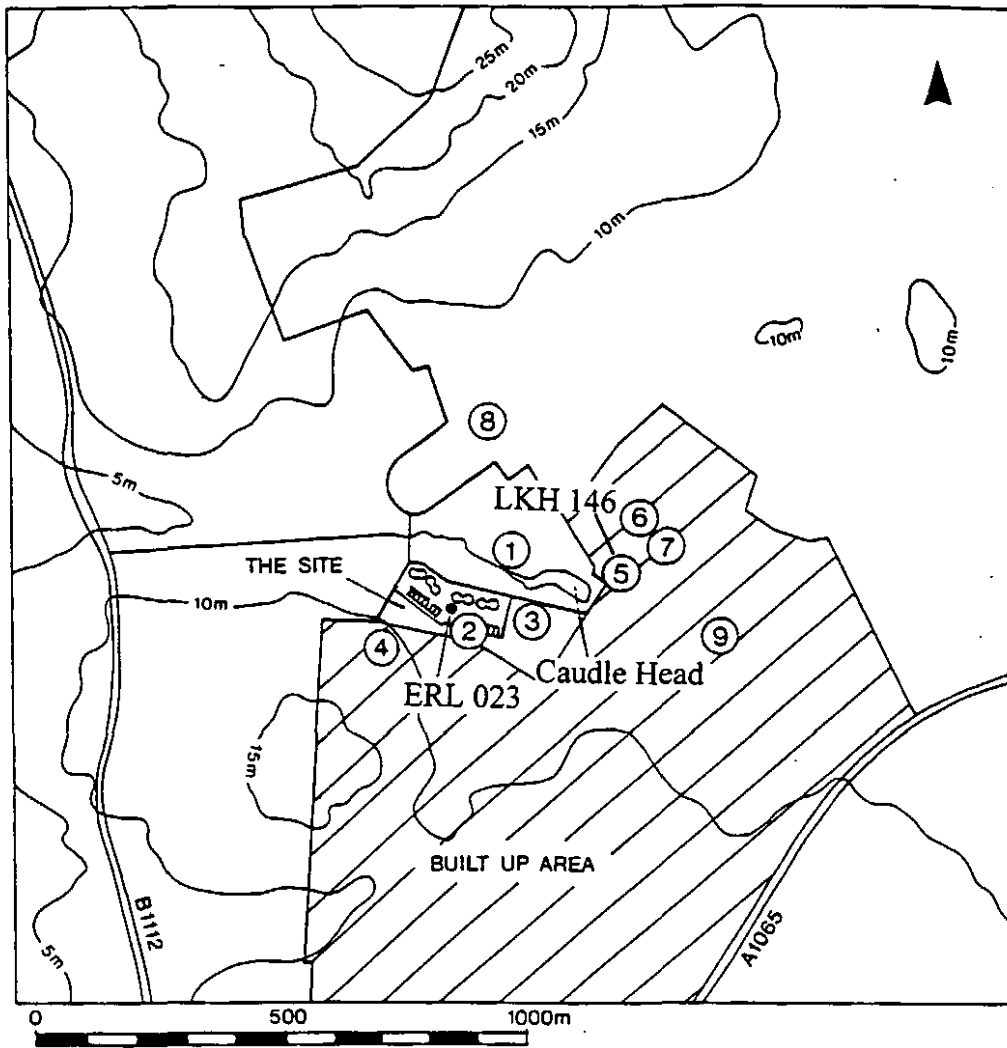 25m
20m
15m
10m
10m
10m
8
5m
LKH 146
6
7
1
5
THE SITE
10m
3
2
9
4
Caudle Head
ERL 023
15m
BUILT UP AREA
B1112
A1065
5m
0 500 1000m